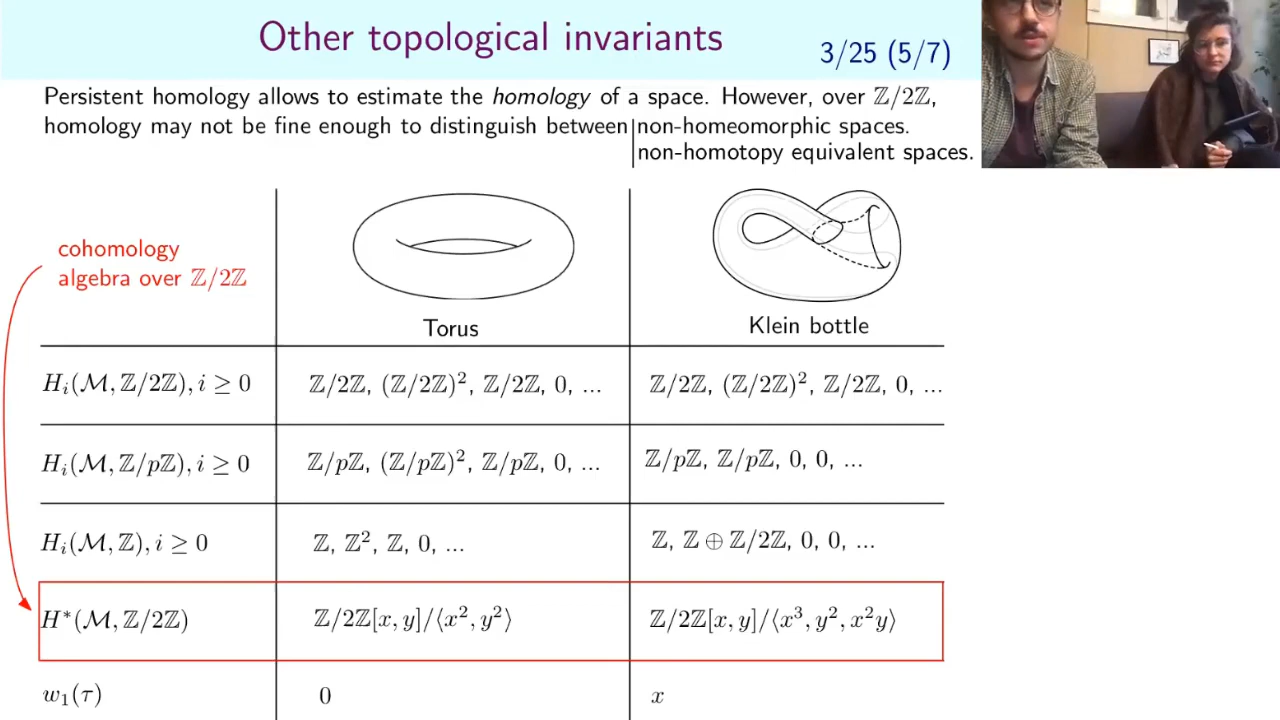 Other topological invariants
3/25 (5/7)
Persistent homology allows to estimate the homology of a space. However, over ℤ/2ℤ,
homology may not be fine enough to distinguish between non-homeomorphic spaces.
non-homotopy equivalent spaces.
cohomology
algebra over ℤ/2ℤ
Torus
Klein bottle
H_i(ℳ, ℤ/2ℤ), i ≥ 0
ℤ/2ℤ, (ℤ/2ℤ)², ℤ/2ℤ, 0, ...
ℤ/2ℤ, (ℤ/2ℤ)², ℤ/2ℤ, 0, ...
H_i(ℳ, ℤ/pℤ), i ≥ 0
ℤ/pℤ, (ℤ/pℤ)², ℤ/pℤ, 0, ...
ℤ/pℤ, ℤ/pℤ, 0, 0, ...
H_i(ℳ, ℤ), i ≥ 0
ℤ, ℤ², ℤ, 0, ...
ℤ, ℤ ⊕ ℤ/2ℤ, 0, 0, ...
H*(ℳ, ℤ/2ℤ)
ℤ/2ℤ[x, y]/⟨x², y²⟩
ℤ/2ℤ[x, y]/⟨x³, y², x²y⟩
w₁(τ)
0
x